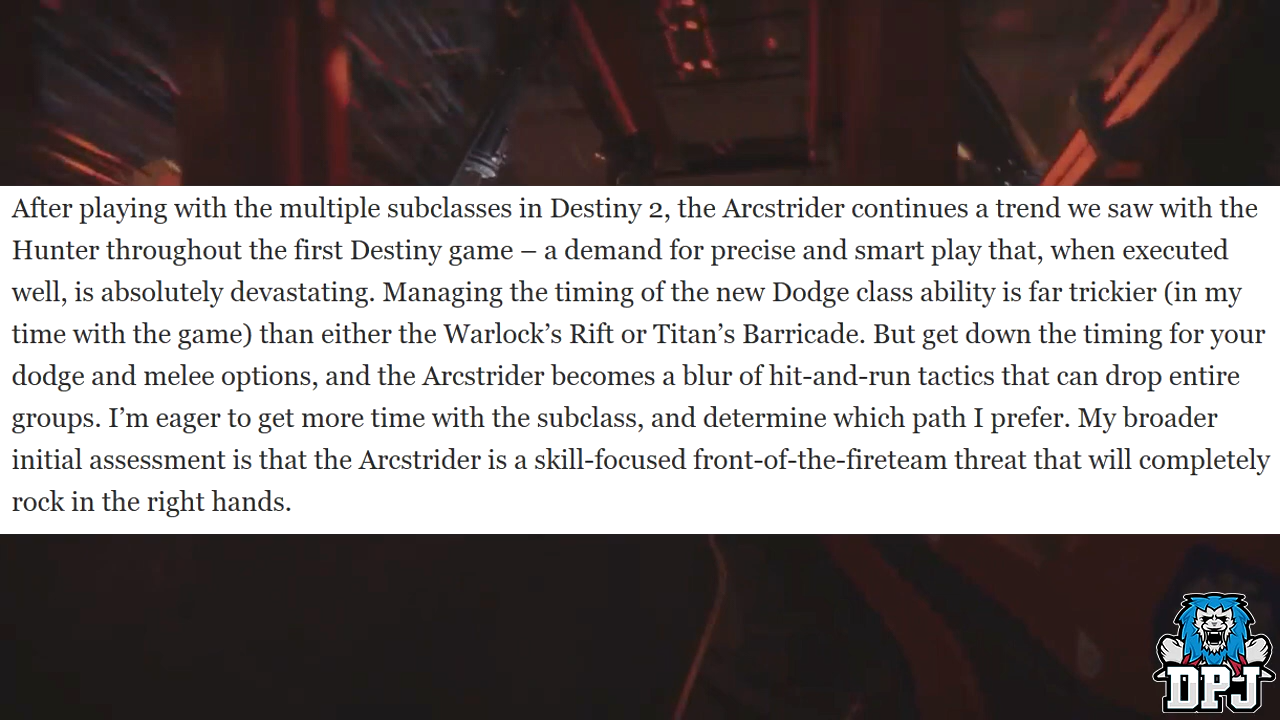 After playing with the multiple subclasses in Destiny 2, the Arcstrider continues a trend we saw with the
Hunter throughout the first Destiny game – a demand for precise and smart play that, when executed
well, is absolutely devastating. Managing the timing of the new Dodge class ability is far trickier (in my
time with the game) than either the Warlock’s Rift or Titan’s Barricade. But get down the timing for your
dodge and melee options, and the Arcstrider becomes a blur of hit-and-run tactics that can drop entire
groups. I’m eager to get more time with the subclass, and determine which path I prefer. My broader
initial assessment is that the Arcstrider is a skill-focused front-of-the-fireteam threat that will completely
rock in the right hands.
DPJ